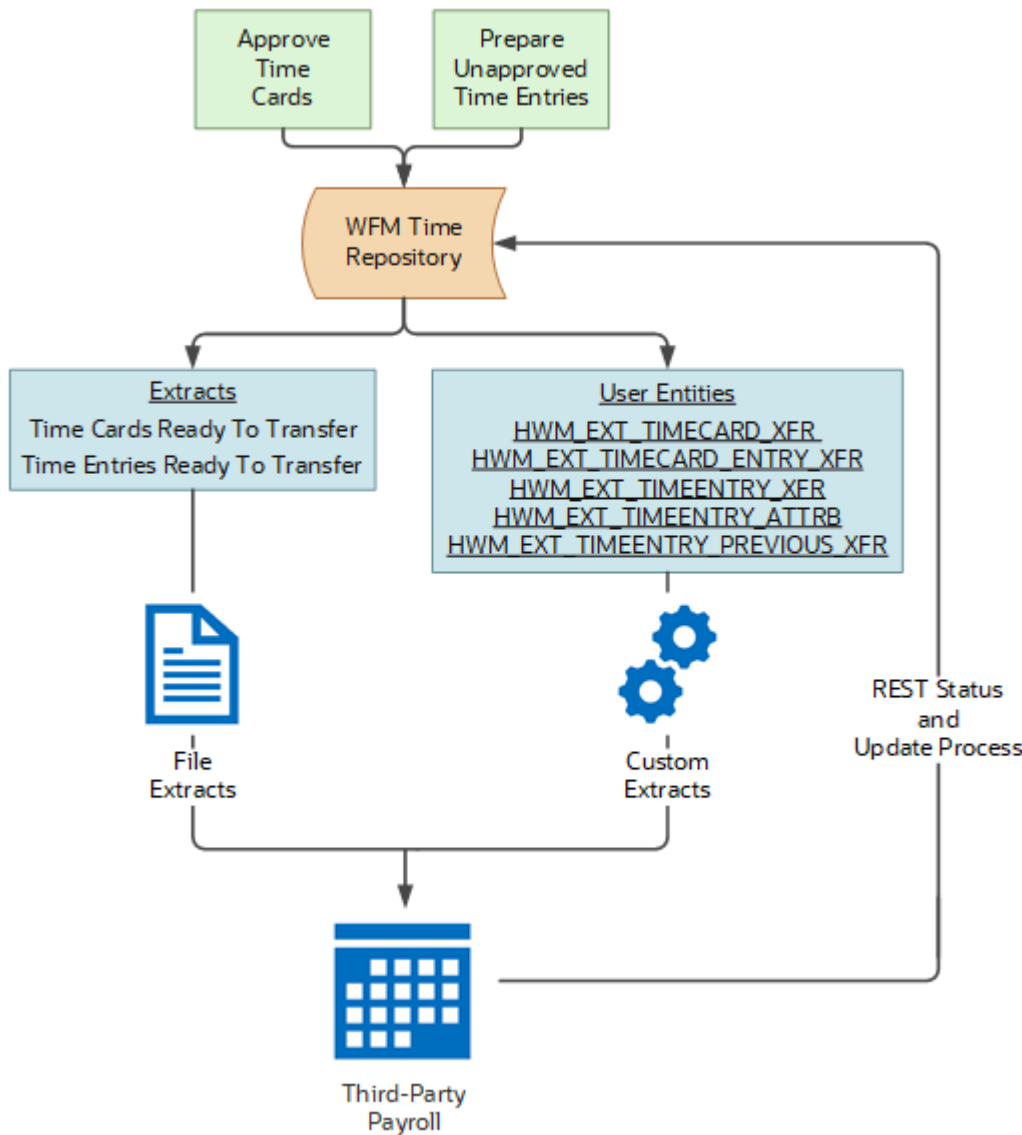 Approve
Time
Cards
Prepare
Unapproved
Time Entries
WFM Time
Repository
Extracts
Time Cards Ready To Transfer
Time Entries Ready To Transfer
User Entities
HWM_EXT_TIMECARD_XFR
HWM_EXT_TIMECARD_ENTRY_XFR
HWM_EXT_TIMEENTRY_XFR
HWM_EXT_TIMEENTRY_ATTRB
HWM_EXT_TIMEENTRY_PREVIOUS_XFR
File
Extracts
Custom
Extracts
REST Status
and
Update Process
Third-Party
Payroll